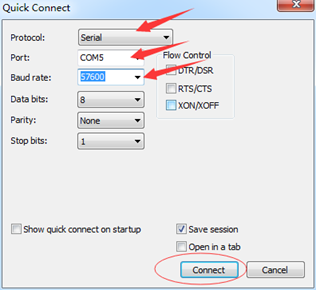 Quick Connect
Protocol: Serial
Port: COM5 Flow Control
Baud rate: 57600 DTR/DSR
Data bits: 8 RTS/CTS
Parity: None XON/XOFF
Stop bits: 1
Show quick connect on startup Save session
Open in a tab
Connect Cancel